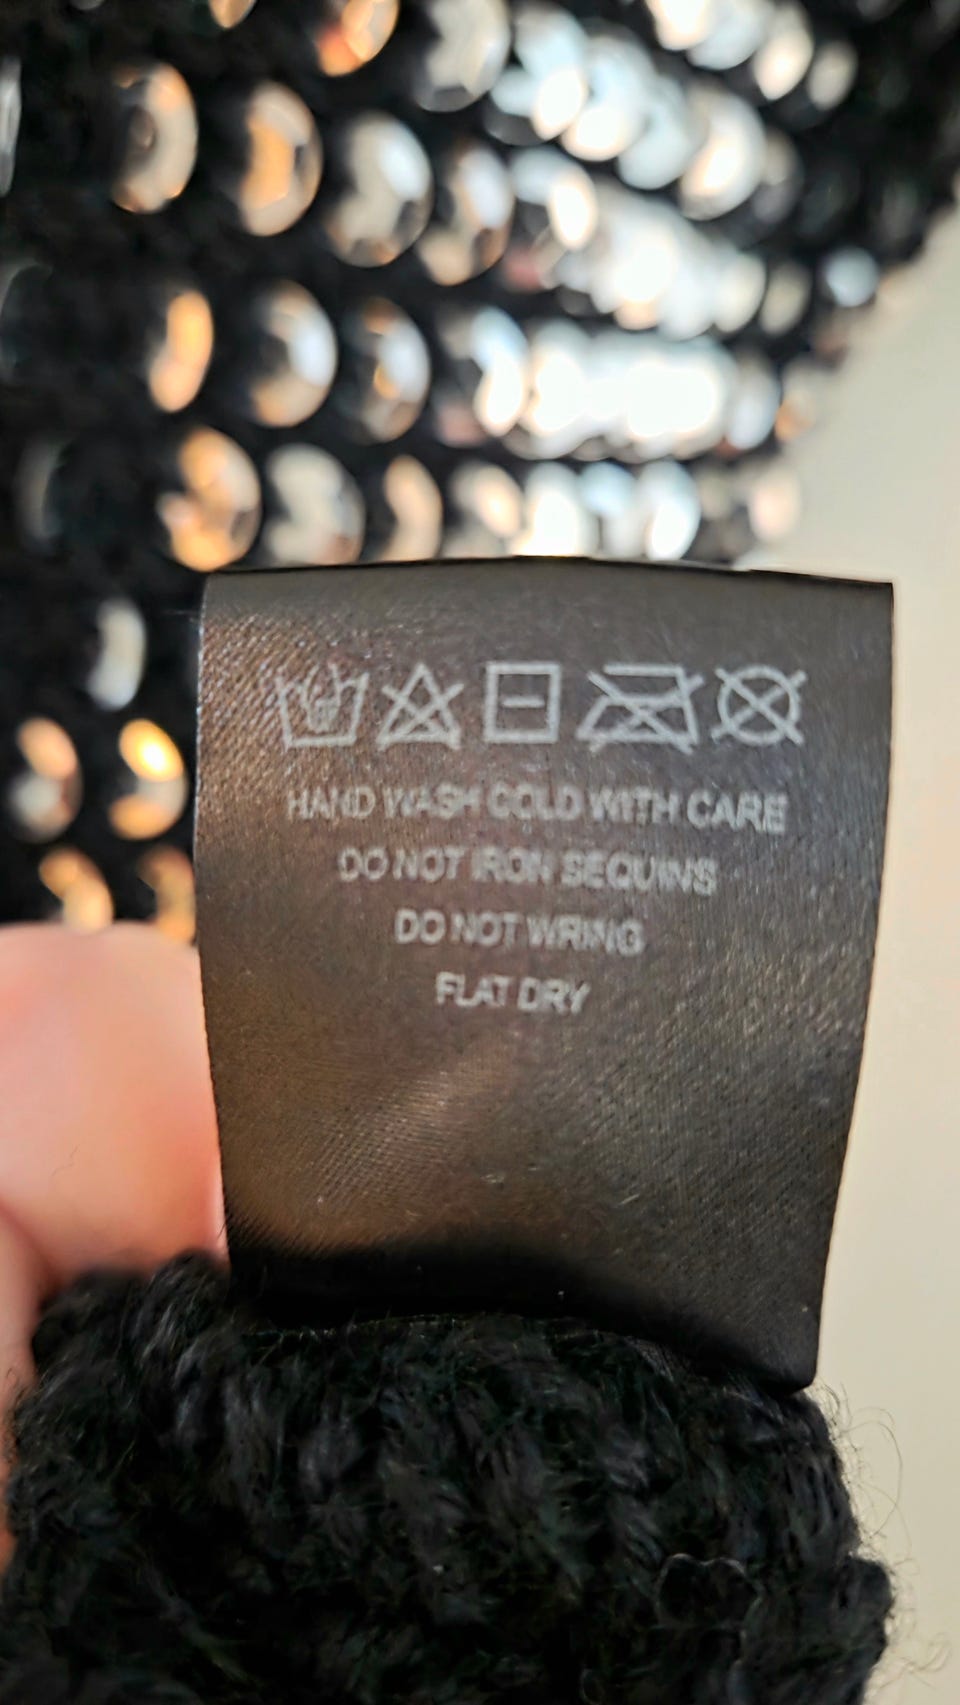 HAND WASH COLD WITH CARE
DO NOT IRON SEQUINS
DO NOT WRING
FLAT DRY